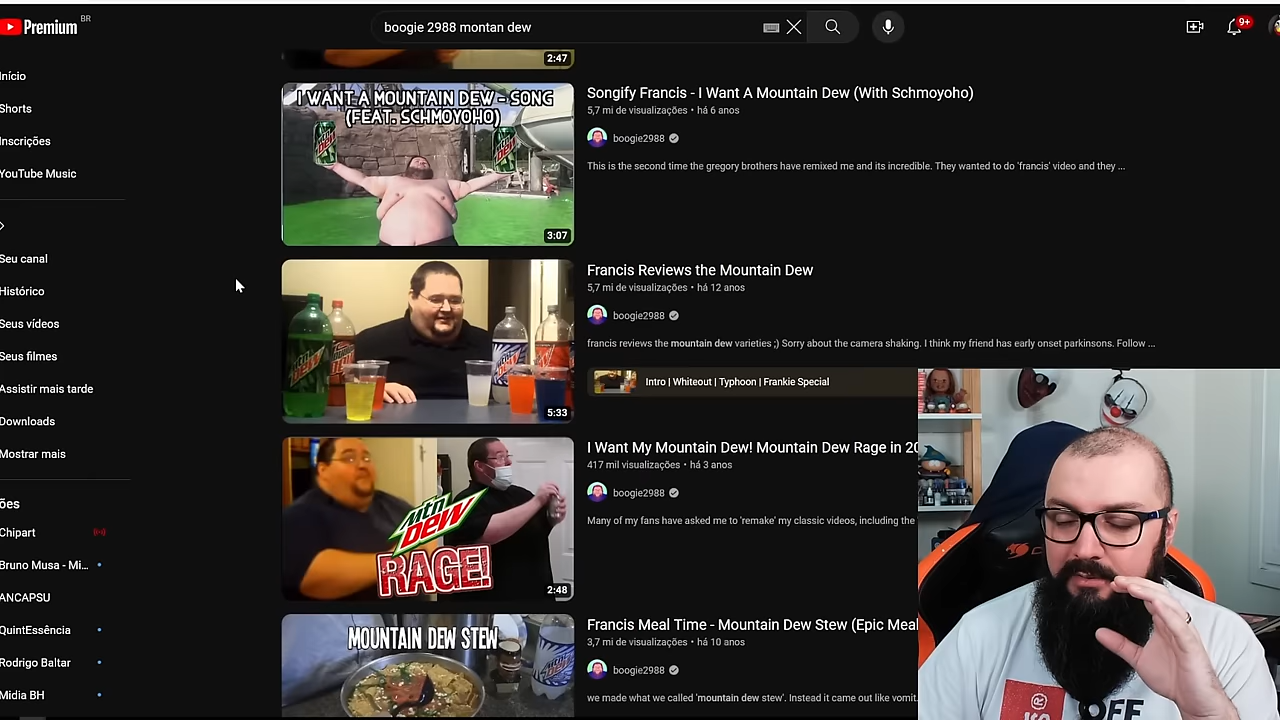 Premium
BR
boogie 2988 montan dew
9+
Início
Shorts
Inscrições
YouTube Music
Seu canal
Histórico
Seus vídeos
Seus filmes
Assistir mais tarde
Downloads
Mostrar mais
ões
Chipart
Bruno Musa - Mi...
ANCAPSU
QuintEssência
Rodrigo Baltar
Midia BH
2:47
I WANT A MOUNTAIN DEW - SONG
(FEAT. SCHMOYOHO)
3:07
Songify Francis - I Want A Mountain Dew (With Schmoyoho)
5,7 mi de visualizações • há 6 anos
boogie2988
This is the second time the gregory brothers have remixed me and its incredible. They wanted to do 'francis' video and they ...
5:33
Francis Reviews the Mountain Dew
5,7 mi de visualizações • há 12 anos
boogie2988
francis reviews the mountain dew varieties ;) Sorry about the camera shaking. I think my friend has early onset parkinsons. Follow ...
Intro | Whiteout | Typhoon | Frankie Special
Mtn
DEW
RAGE!
2:48
I Want My Mountain Dew! Mountain Dew Rage in 20
417 mil visualizações • há 3 anos
boogie2988
Many of my fans have asked me to 'remake' my classic videos, including the
MOUNTAIN DEW STEW
Francis Meal Time - Mountain Dew Stew (Epic Meal
3,7 mi de visualizações • há 10 anos
boogie2988
we made what we called 'mountain dew stew'. Instead it came out like vomit.
OFF